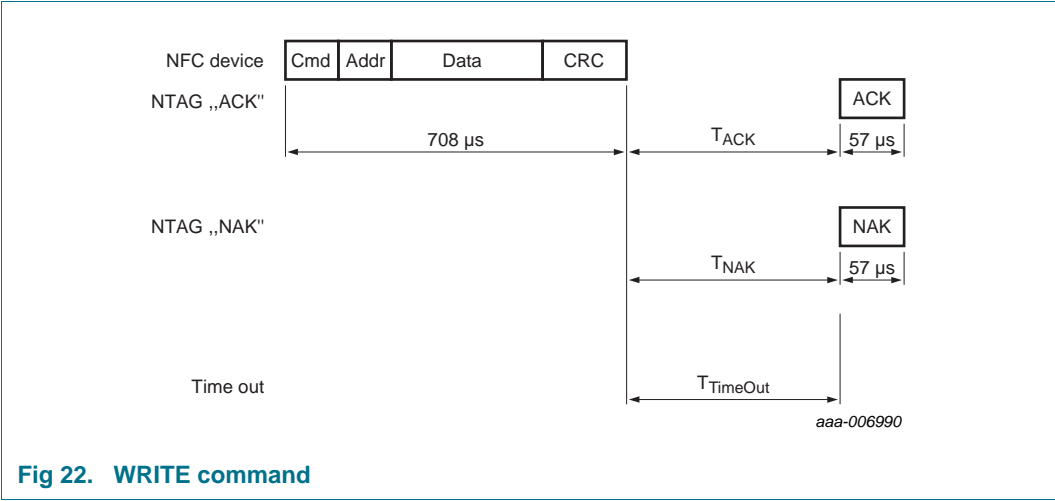 NFC device Cmd Addr Data CRC
NTAG ,,ACK" ACK
708 µs TACK 57 µs
NTAG ,,NAK" NAK
TNAK 57 µs
Time out TTimeOut
aaa-006990
Fig 22. WRITE command